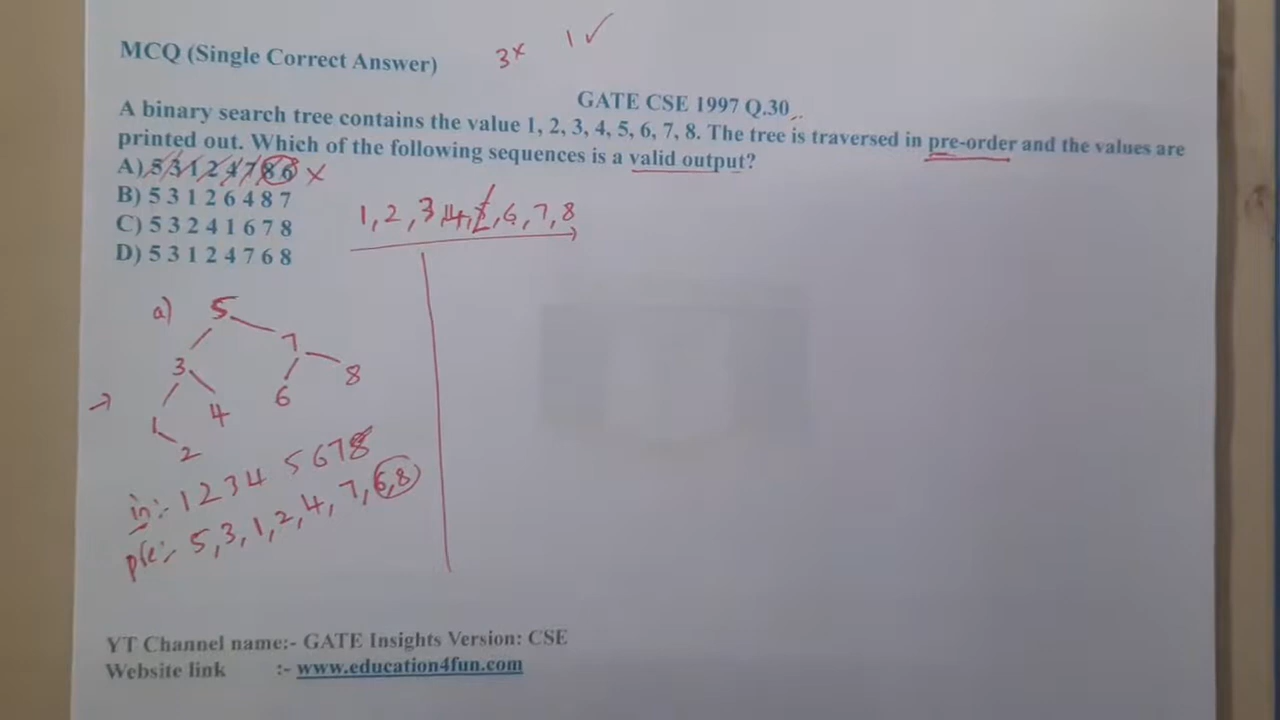 3× 1✓
MCQ (Single Correct Answer)
GATE CSE 1997 Q.30
A binary search tree contains the value 1, 2, 3, 4, 5, 6, 7, 8. The tree is traversed in pre-order and the values are
printed out. Which of the following sequences is a valid output?
A) 5 3 1 2 4 7 8 6 ×
B) 5 3 1 2 6 4 8 7
C) 5 3 2 4 1 6 7 8
D) 5 3 1 2 4 7 6 8
1, 2, 3, 4, 5, 6, 7, 8
a) 5
7
3
8
6
4
1
2
in:- 1 2 3 4 5 6 7 8
pre:- 5, 3, 1, 2, 4, 7, 6, 8
YT Channel name:- GATE Insights Version: CSE
Website link :- www.education4fun.com